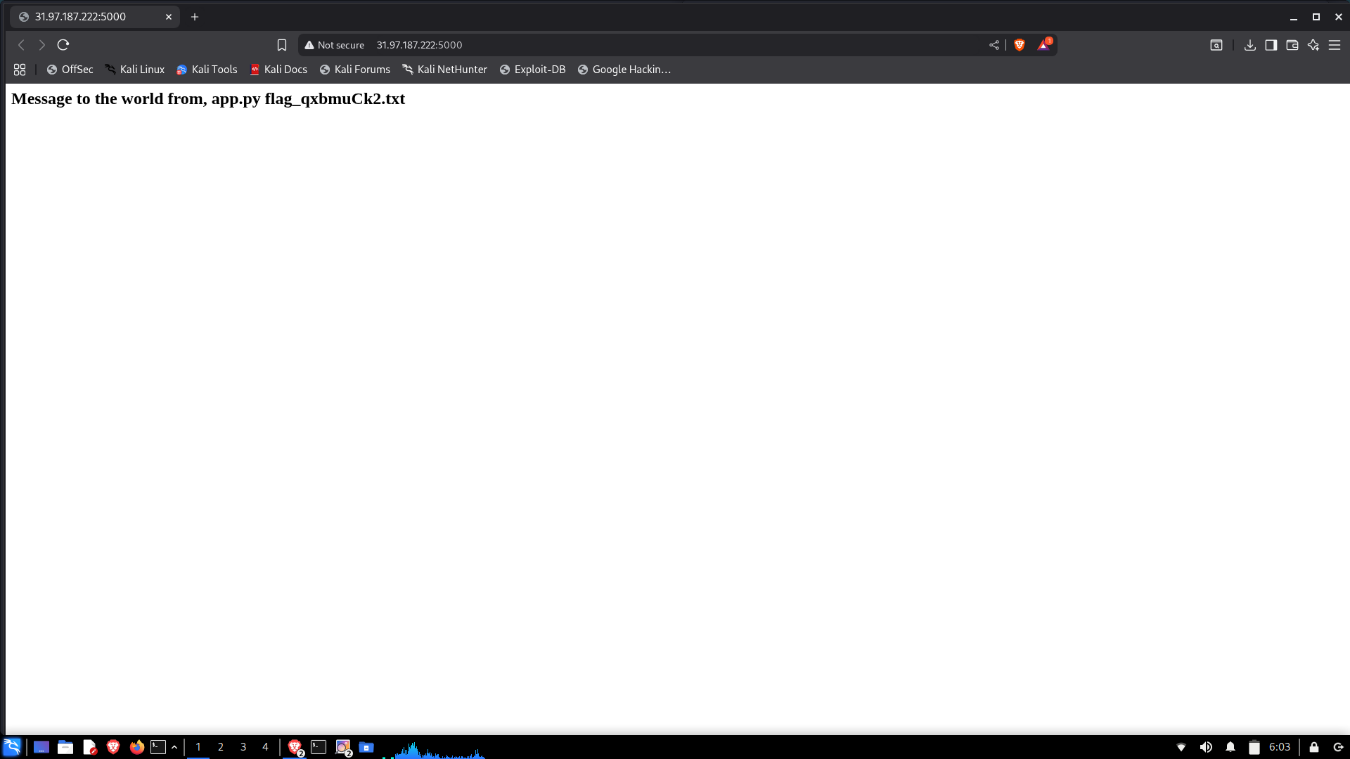 31.97.187.222:5000
Not secure 31.97.187.222:5000
OffSec Kali Linux Kali Tools Kali Docs Kali Forums Kali NetHunter Exploit-DB Google Hackin…
Message to the world from, app.py flag_qxbmuCk2.txt
1 2 3 4 2 2 6:03